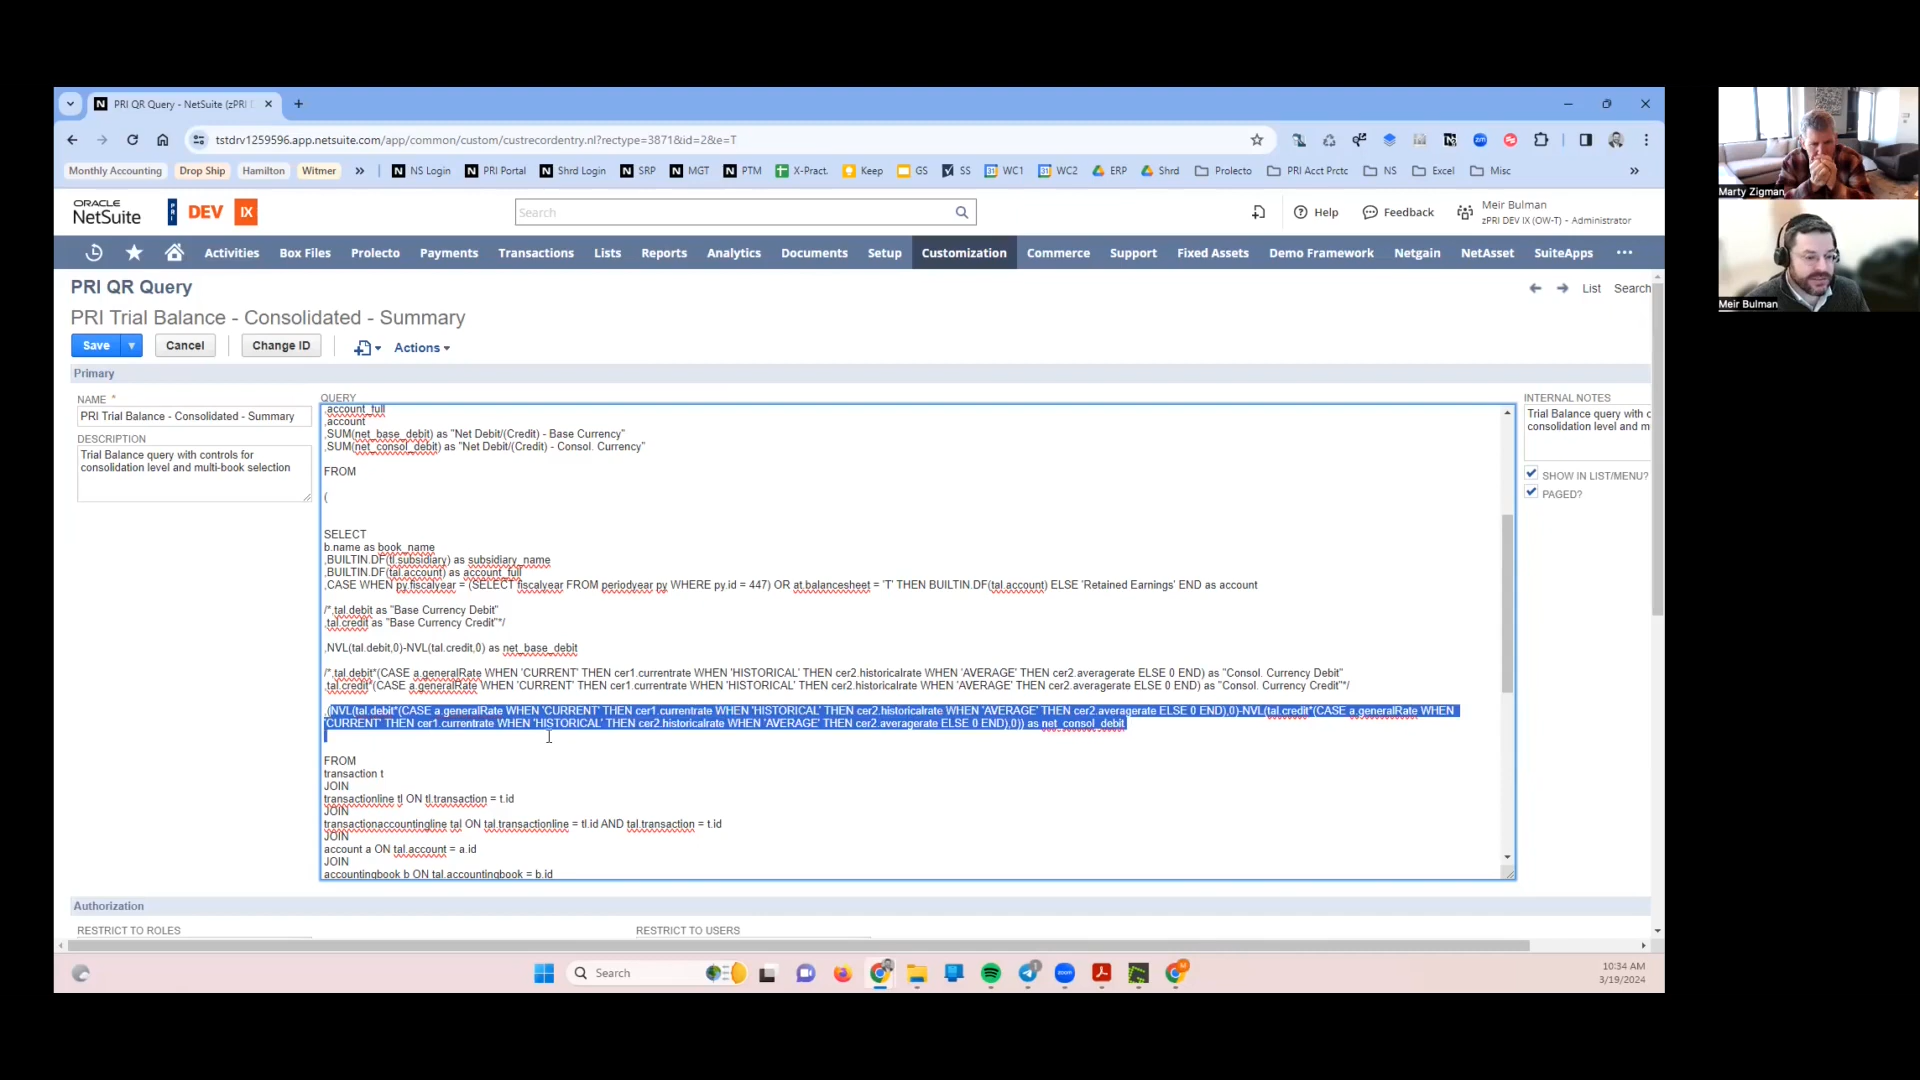 PRI QR Query - NetSuite (zPRI
tstdrv1259596.app.netsuite.com/app/common/custom/custrecordentry.nl?rectype=3871&id=2&e=T
Monthly Accounting Drop Ship Hamilton Witmer » NS Login PRI Portal Shrd Login SRP MGT PTM X-Pract. Keep GS SS WC1 WC2 ERP Shrd Prolecto PRI Acct Prctc NS Excel Misc »
Marty Zigman
Meir Bulman
ORACLE
NetSuite
PRI DEV IX
Search
Help
Feedback
Meir Bulman
zPRI DEV IX (OW-T) - Administrator
Activities Box Files Prolecto Payments Transactions Lists Reports Analytics Documents Setup Customization Commerce Support Fixed Assets Demo Framework Netgain NetAsset SuiteApps
PRI QR Query
List Search
PRI Trial Balance - Consolidated - Summary
Save Cancel Change ID Actions
Primary
NAME *
PRI Trial Balance - Consolidated - Summary
DESCRIPTION
Trial Balance query with controls for
consolidation level and multi-book selection
QUERY
,account_full
,account
,SUM(net_base_debit) as "Net Debit/(Credit) - Base Currency"
,SUM(net_consol_debit) as "Net Debit/(Credit) - Consol. Currency"
FROM
(
SELECT
b.name as book_name
,BUILTIN.DF(tl.subsidiary) as subsidiary_name
,BUILTIN.DF(tal.account) as account_full
,CASE WHEN py.fiscalyear = (SELECT fiscalyear FROM periodyear py WHERE py.id = 447) OR at.balancesheet = 'T' THEN BUILTIN.DF(tal.account) ELSE 'Retained Earnings' END as account
/*,tal.debit as "Base Currency Debit"
,tal.credit as "Base Currency Credit"*/
,NVL(tal.debit,0)-NVL(tal.credit,0) as net_base_debit
/*,tal.debit*(CASE a.generalRate WHEN 'CURRENT' THEN cer1.currentrate WHEN 'HISTORICAL' THEN cer2.historicalrate WHEN 'AVERAGE' THEN cer2.averagerate ELSE 0 END) as "Consol. Currency Debit"
,tal.credit*(CASE a.generalRate WHEN 'CURRENT' THEN cer1.currentrate WHEN 'HISTORICAL' THEN cer2.historicalrate WHEN 'AVERAGE' THEN cer2.averagerate ELSE 0 END) as "Consol. Currency Credit"*/
,(NVL(tal.debit*(CASE a.generalRate WHEN 'CURRENT' THEN cer1.currentrate WHEN 'HISTORICAL' THEN cer2.historicalrate WHEN 'AVERAGE' THEN cer2.averagerate ELSE 0 END),0)-NVL(tal.credit*(CASE a.generalRate WHEN
'CURRENT' THEN cer1.currentrate WHEN 'HISTORICAL' THEN cer2.historicalrate WHEN 'AVERAGE' THEN cer2.averagerate ELSE 0 END),0)) as net_consol_debit
FROM
transaction t
JOIN
transactionline tl ON tl.transaction = t.id
JOIN
transactionaccountingline tal ON tal.transactionline = tl.id AND tal.transaction = t.id
JOIN
account a ON tal.account = a.id
JOIN
accountingbook b ON tal.accountingbook = b.id
INTERNAL NOTES
Trial Balance query with c
consolidation level and m
SHOW IN LIST/MENU?
PAGED?
Authorization
RESTRICT TO ROLES
RESTRICT TO USERS
Search
10:34 AM
3/19/2024